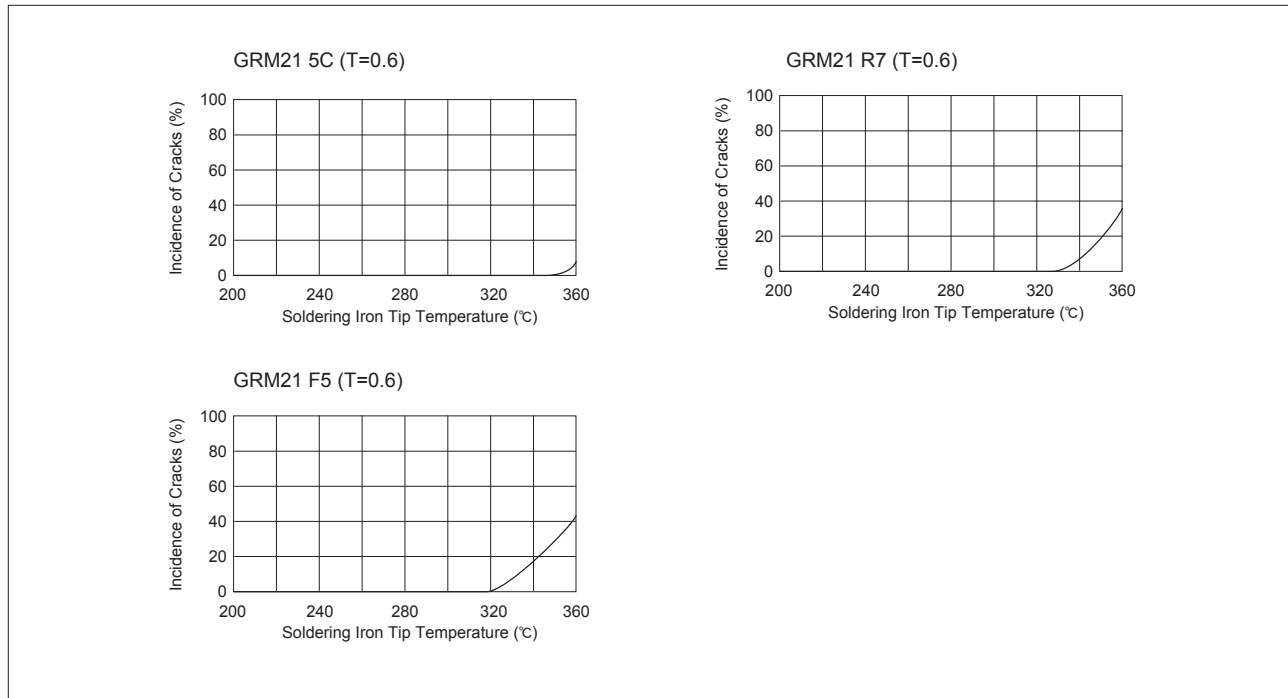 GRM21 5C (T=0.6)
Incidence of Cracks (%)
100
80
60
40
20
0
200 240 280 320 360
Soldering Iron Tip Temperature (℃)
GRM21 R7 (T=0.6)
Incidence of Cracks (%)
100
80
60
40
20
0
200 240 280 320 360
Soldering Iron Tip Temperature (℃)
GRM21 F5 (T=0.6)
Incidence of Cracks (%)
100
80
60
40
20
0
200 240 280 320 360
Soldering Iron Tip Temperature (℃)